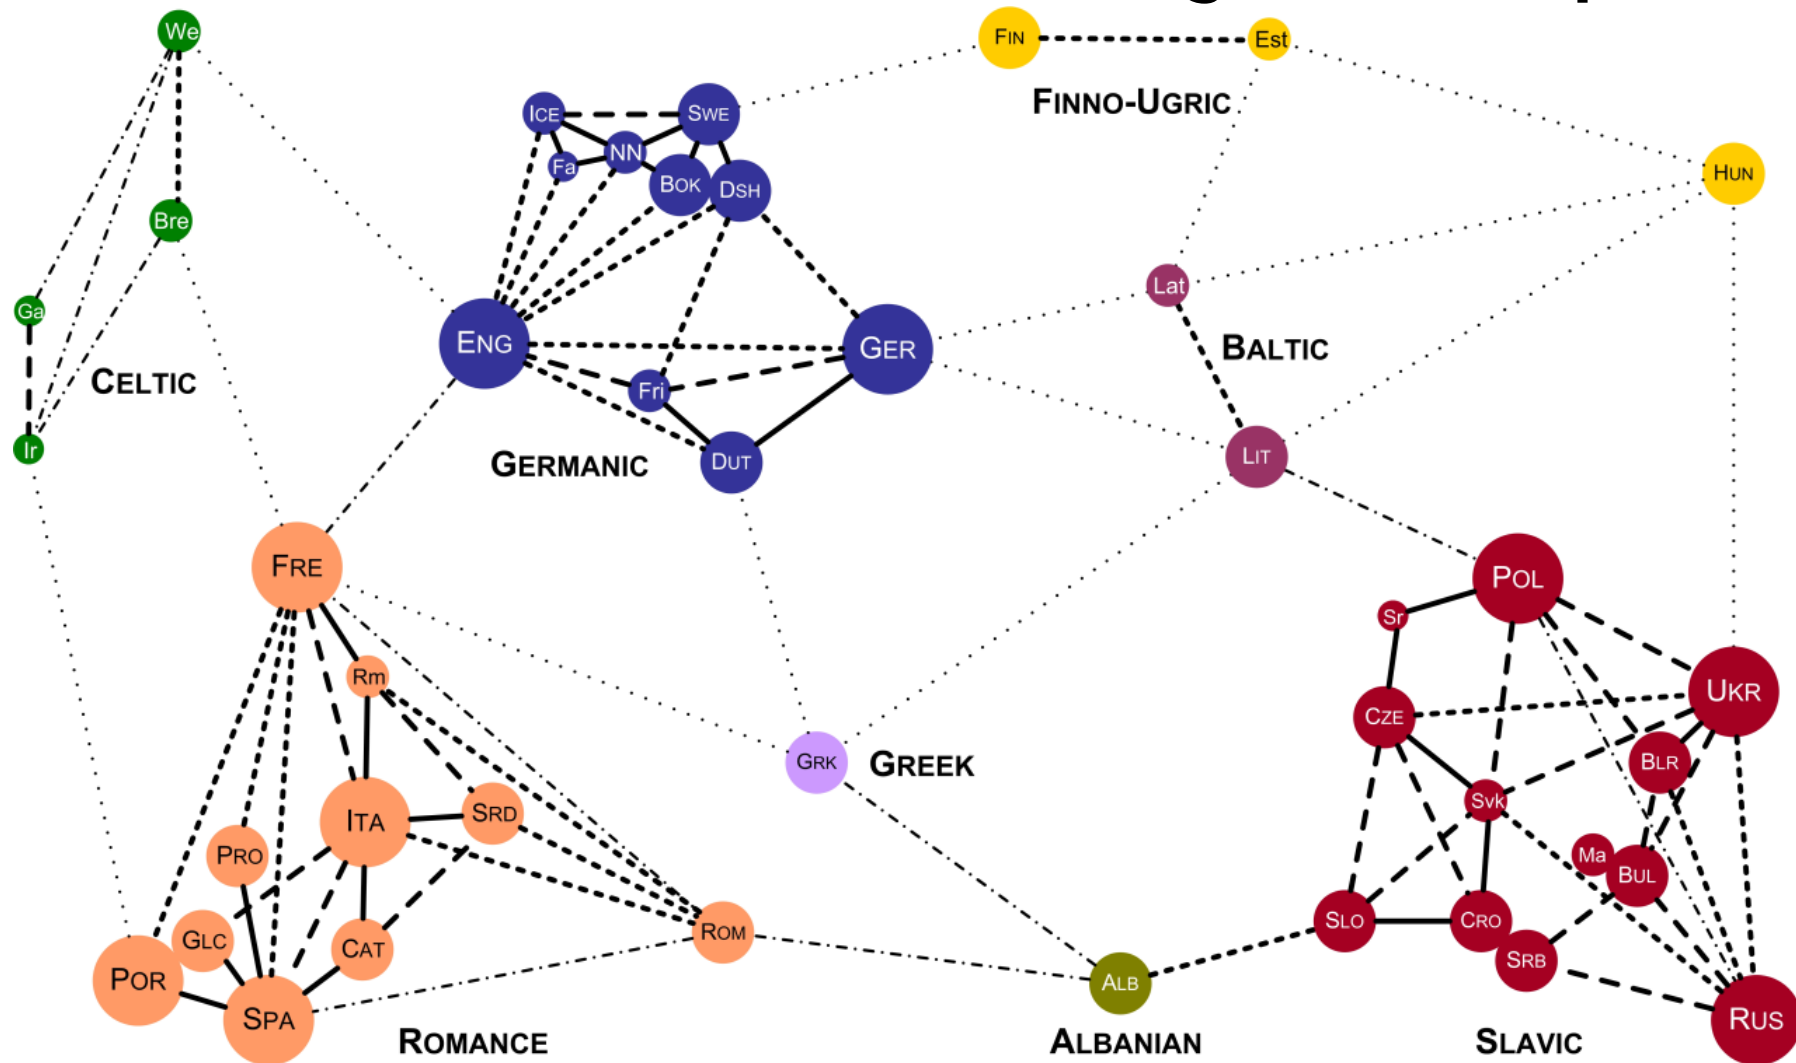 We
FIN
Est
FINNO-UGRIC
ICE
SWE
NN
Fa
BOK
DSH
HUN
Bre
Ga
Lat
ENG
GER
BALTIC
CELTIC
Fri
Ir
GERMANIC
DUT
LIT
FRE
POL
Sr
Rm
UKR
CZE
GRK
GREEK
BLR
Svk
ITA
SRD
PRO
Ma
BUL
GLC
CAT
ROM
SLO
CRO
SRB
POR
ALB
SPA
RUS
ROMANCE
ALBANIAN
SLAVIC